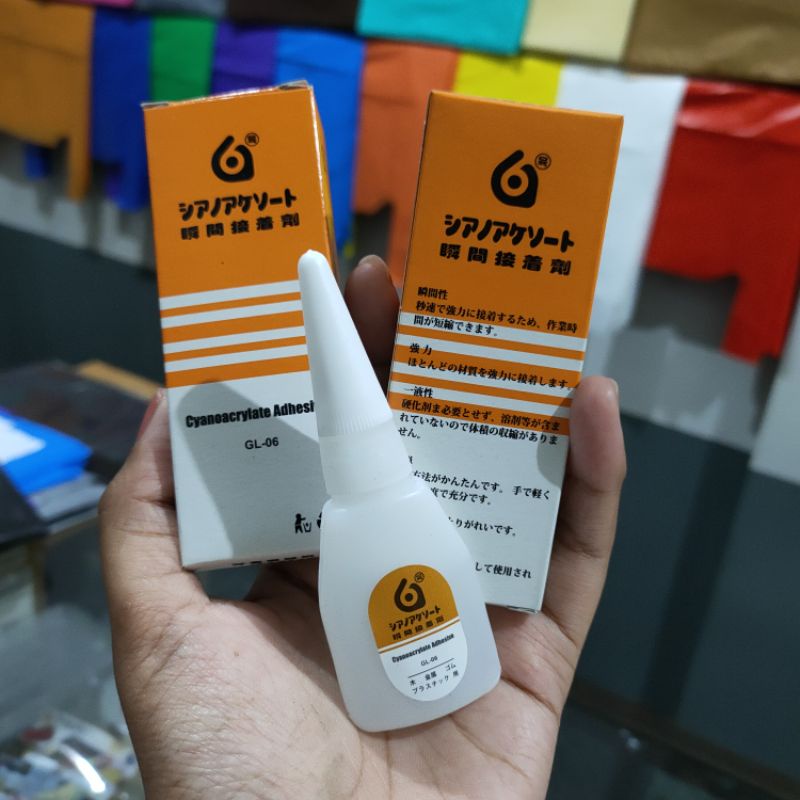 シアノアケソート
瞬間接着剤
Cyanoacrylate Adhesi
GL-06
シアノアケソート
瞬間接着剤
瞬間性
秒速で強力に接着するため、作業時
間が短縮できます。
強力
ほとんどの材質を強力に接着します。
一液性
硬化剤ま必要とせず、溶剤等が含ま
れていないので体積の収縮がありま
せん。
方法がかんたんです。手で軽く
度で充分です。
たりがれいです。
して使用され
シアノアケソート
瞬間接着剤
Cyanoacrylate Adhesive
GL-06
木 金属 ゴム
プラスチック 用